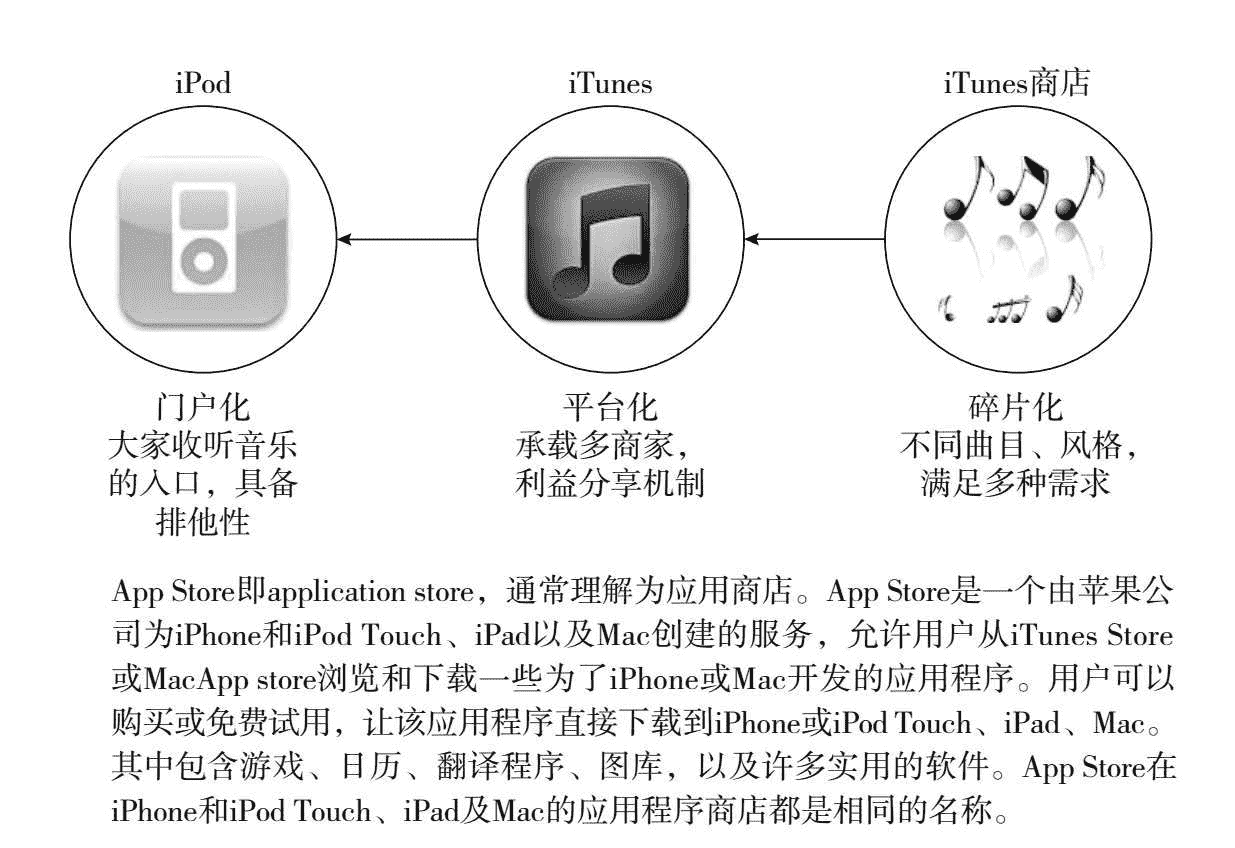 iPod
iTunes
iTunes商店
门户化
大家收听音乐
的入口，具备
排他性
平台化
承载多商家，
利益分享机制
碎片化
不同曲目、风格，
满足多种需求
App Store即application store，通常理解为应用商店。App Store是一个由苹果公
司为iPhone和iPod Touch、iPad以及Mac创建的服务，允许用户从iTunes Store
或MacApp store浏览和下载一些为了iPhone或Mac开发的应用程序。用户可以
购买或免费试用，让该应用程序直接下载到iPhone或iPod Touch、iPad、Mac。
其中包含游戏、日历、翻译程序、图库，以及许多实用的软件。App Store在
iPhone和iPod Touch、iPad及Mac的应用程序商店都是相同的名称。